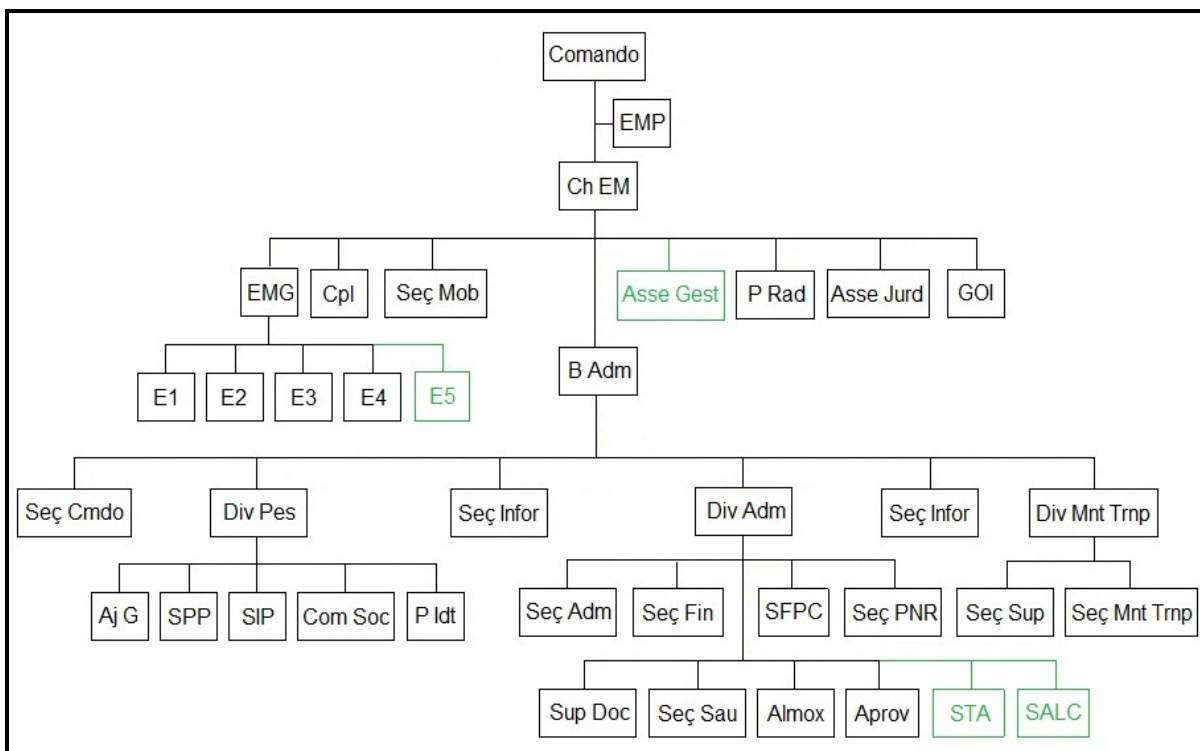 Comando
EMP
Ch EM
EMG
Cpl
Seç Mob
Asse Gest
P Rad
Asse Jurd
GOI
B Adm
E1
E2
E3
E4
E5
Seç Cmdo
Div Pes
Seç Infor
Div Adm
Seç Infor
Div Mnt Trnp
Aj G
SPP
SIP
Com Soc
P Idt
Seç Adm
Seç Fin
SFPC
Seç PNR
Seç Sup
Seç Mnt Trnp
Sup Doc
Seç Sau
Almox
Aprov
STA
SALC